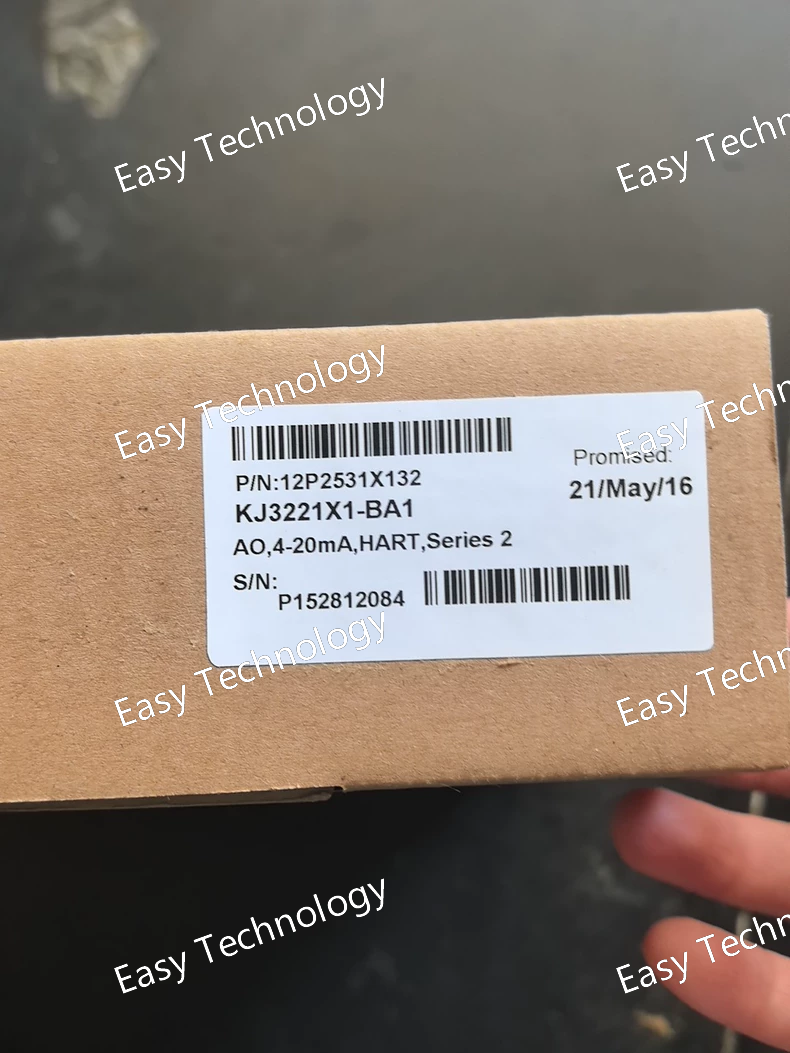 Easy Technology
Easy Techn
Easy Technology
Easy Techn
P/N:12P2531X132
KJ3221X1-BA1
AO,4-20mA,HART,Series 2
S/N:
P152812084
Promised:
21/May/16
Easy Technology
Easy Techn
Easy Technology
Easy Techn